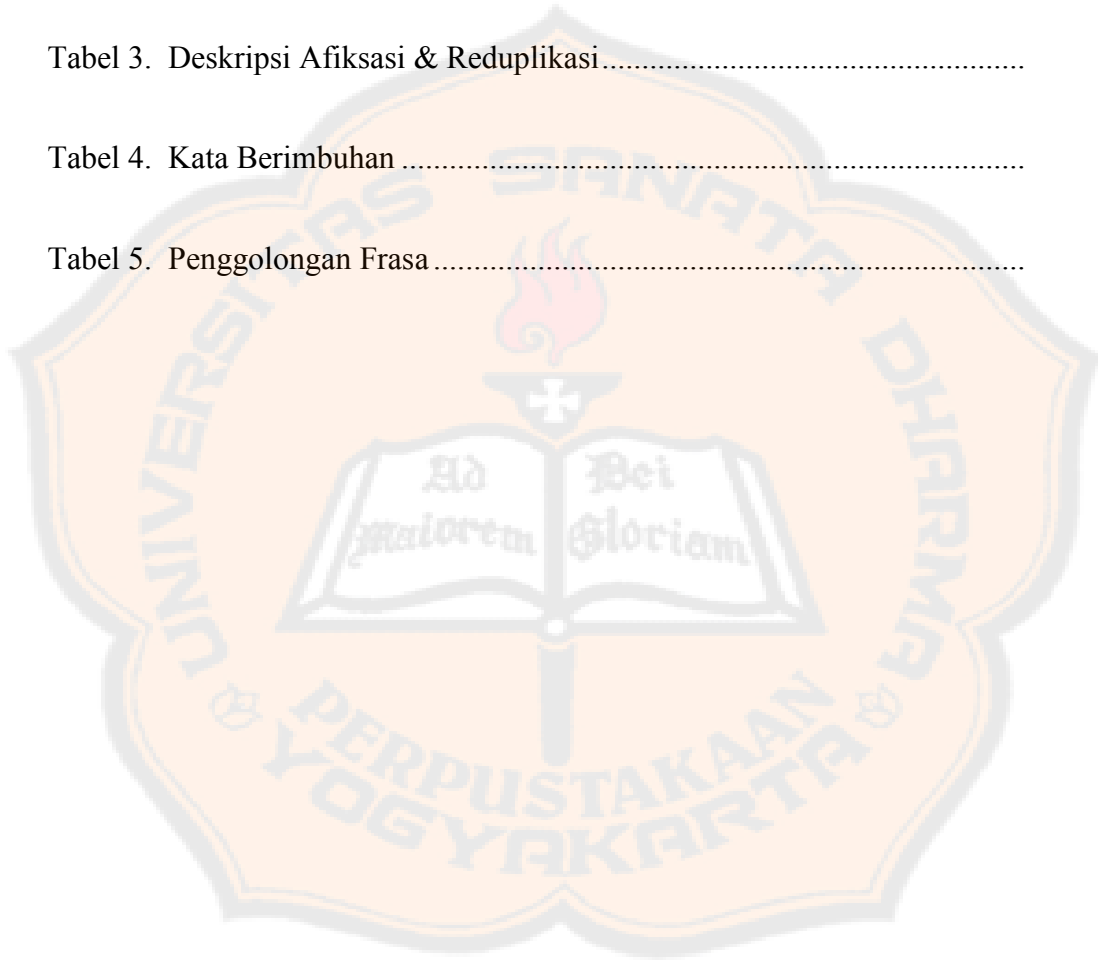 Tabel 3. Deskripsi Afiksasi & Reduplikasi.....................................................
Tabel 4. Kata Berimbuhan ..............................................................................
Tabel 5. Penggolongan Frasa..........................................................................
UNIVERSITAS SANATA DHARMA
Ad Dei
Maiorem Gloriam
PERPUSTAKAAN
YOGYAKARTA